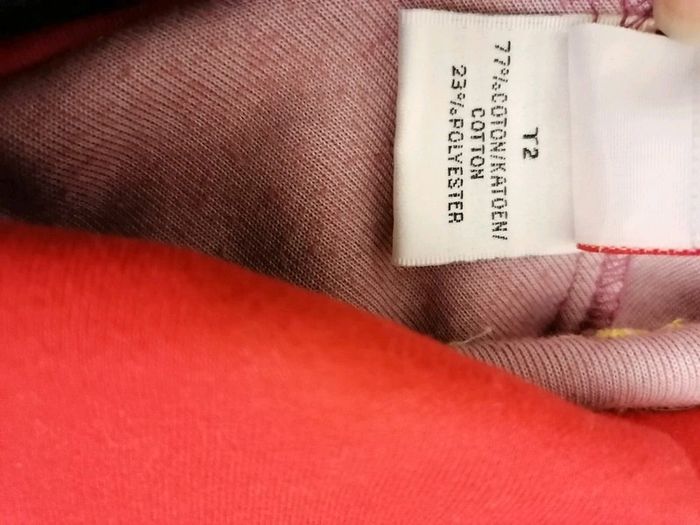 T2
77%COTON/KATOEN/
COTTON
23%POLYESTER